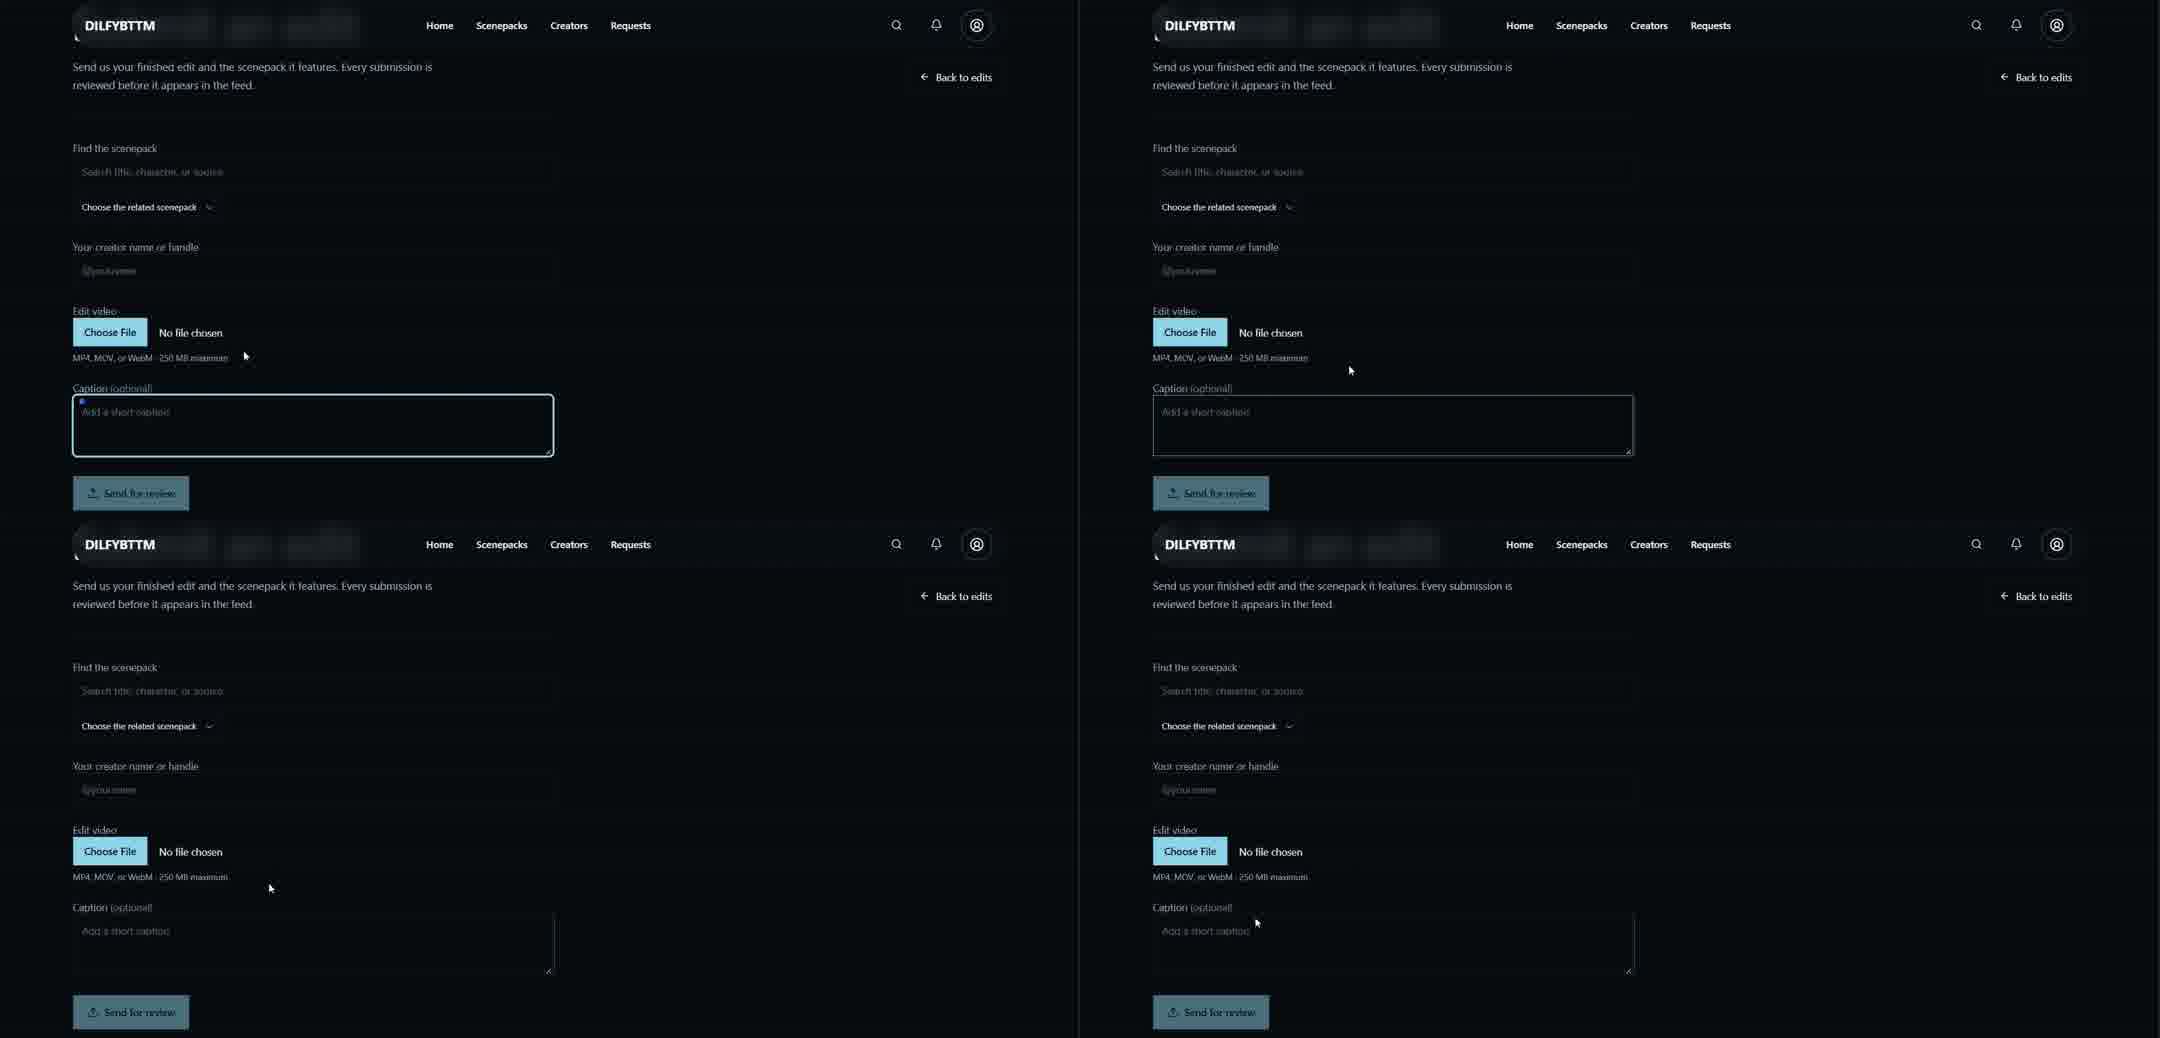 DILFYBTTM
Home Scenepacks Creators Requests
Send us your finished edit and the scenepack it features. Every submission is
reviewed before it appears in the feed.
Back to edits
Find the scenepack
Search title, character, or source
Choose the related scenepack
Your creator name or handle
@yourname
Edit video
Choose File No file chosen
MP4, MOV, or WebM · 250 MB maximum
Caption (optional)
Add a short caption
Send for review
DILFYBTTM
Home Scenepacks Creators Requests
Send us your finished edit and the scenepack it features. Every submission is
reviewed before it appears in the feed.
Back to edits
Find the scenepack
Search title, character, or source
Choose the related scenepack
Your creator name or handle
@yourname
Edit video
Choose File No file chosen
MP4, MOV, or WebM · 250 MB maximum
Caption (optional)
Add a short caption
Send for review
DILFYBTTM
Home Scenepacks Creators Requests
Send us your finished edit and the scenepack it features. Every submission is
reviewed before it appears in the feed.
Back to edits
Find the scenepack
Search title, character, or source
Choose the related scenepack
Your creator name or handle
@yourname
Edit video
Choose File No file chosen
MP4, MOV, or WebM · 250 MB maximum
Caption (optional)
Add a short caption
Send for review
DILFYBTTM
Home Scenepacks Creators Requests
Send us your finished edit and the scenepack it features. Every submission is
reviewed before it appears in the feed.
Back to edits
Find the scenepack
Search title, character, or source
Choose the related scenepack
Your creator name or handle
@yourname
Edit video
Choose File No file chosen
MP4, MOV, or WebM · 250 MB maximum
Caption (optional)
Add a short caption
Send for review